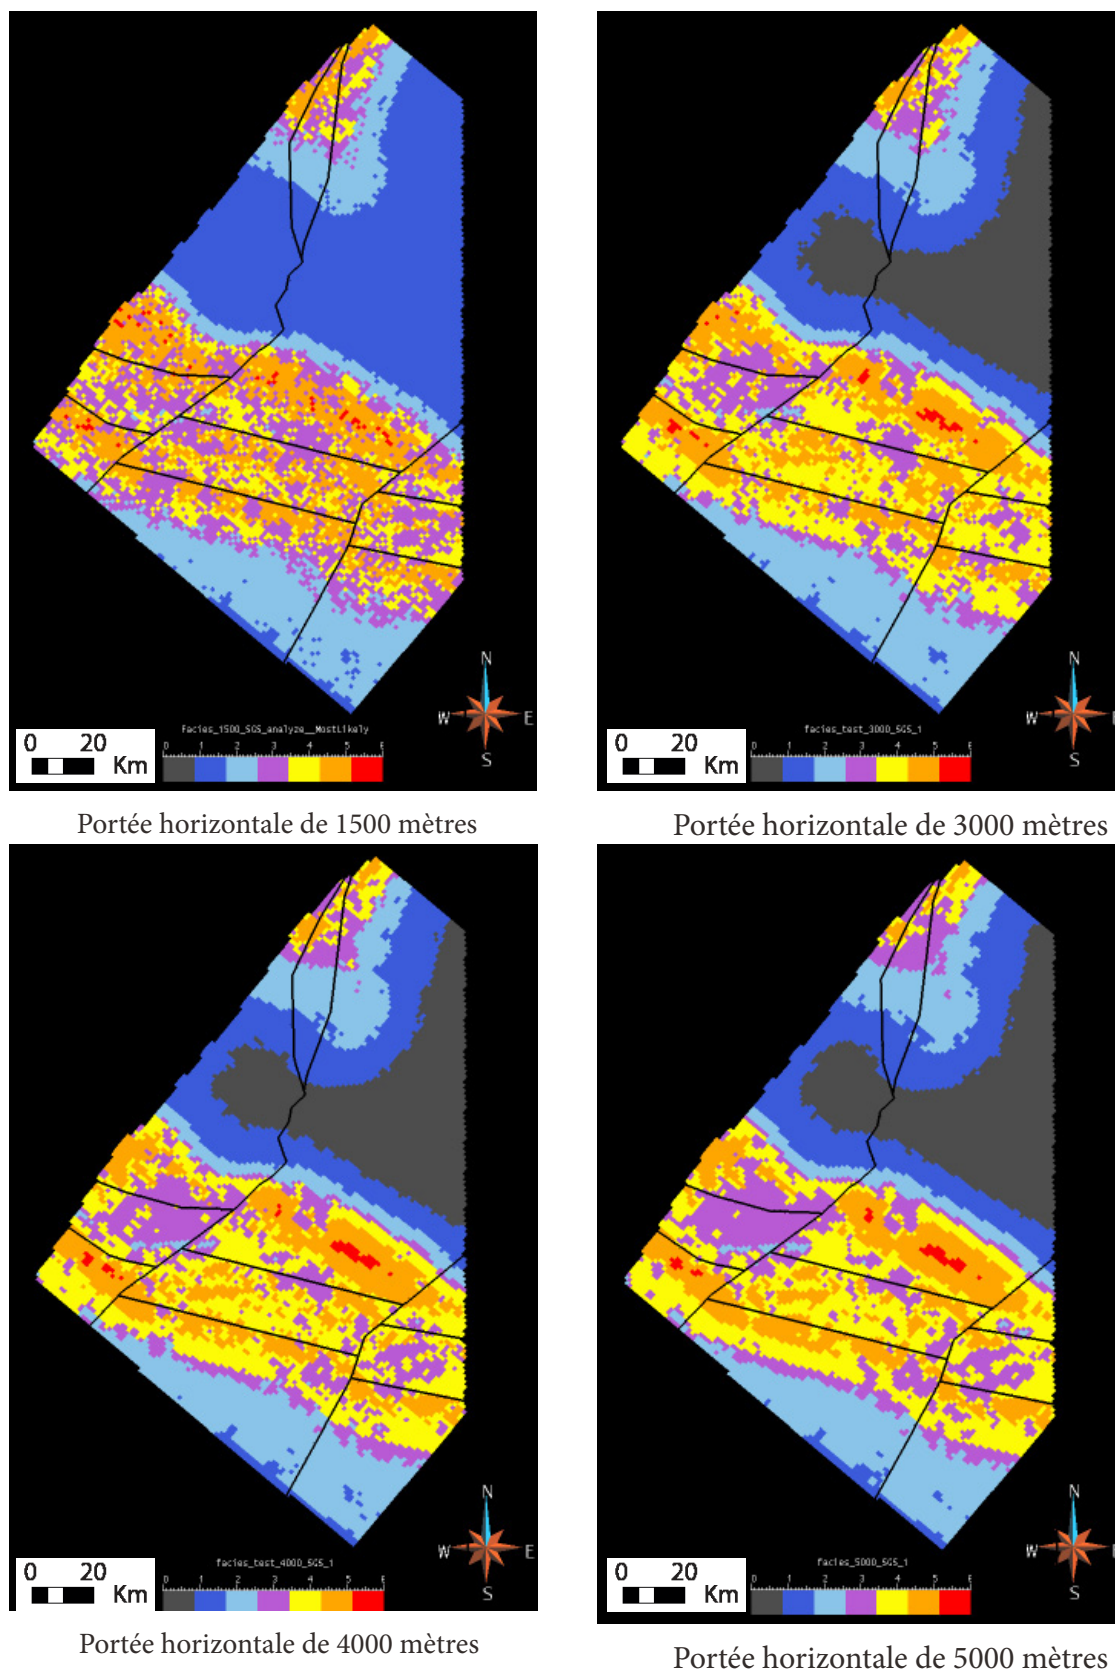 N
W E
S
Facies_1500_SGS_analyze__MostLikely
0 1 2 3 4 5 6
0 20
Km
Portée horizontale de 1500 mètres
N
W E
S
facies_test_3000_SGS_1
0 1 2 3 4 5 6
0 20
Km
Portée horizontale de 3000 mètres
N
W E
S
facies_test_4000_SGS_1
0 1 2 3 4 5 6
0 20
Km
Portée horizontale de 4000 mètres
N
W E
S
facies_5000_SGS_1
0 1 2 3 4 5 6
0 20
Km
Portée horizontale de 5000 mètres